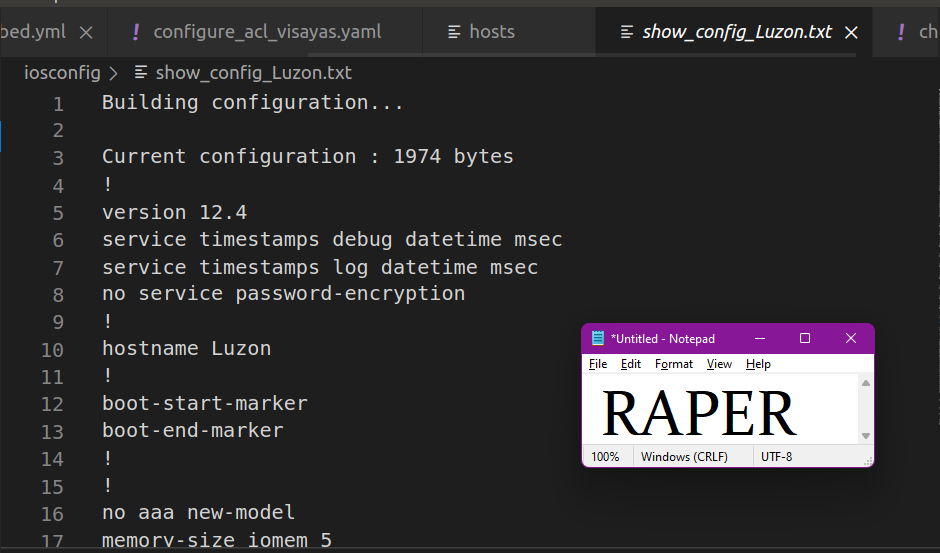 bed.yml
configure_acl_visayas.yaml
hosts
show_config_Luzon.txt
ch
iosconfig > show_config_Luzon.txt
1 Building configuration...
2
3 Current configuration : 1974 bytes
4 !
5 version 12.4
6 service timestamps debug datetime msec
7 service timestamps log datetime msec
8 no service password-encryption
9 !
10 hostname Luzon
11 !
12 boot-start-marker
13 boot-end-marker
14 !
15 !
16 no aaa new-model
17 memory-size iomem 5
*Untitled - Notepad
File Edit Format View Help
RAPER
100% Windows (CRLF) UTF-8